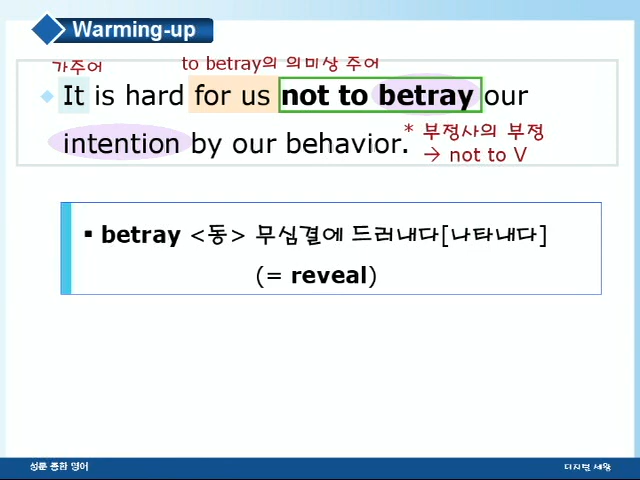 Warming-up
가주어
to betray의 의미상 주어
It is hard for us not to betray our
intention by our behavior.
* 부정사의 부정
→ not to V
▪ betray <동> 무심결에 드러내다[나타내다]
(= reveal)
성문 종합 영어
디지털 세왕